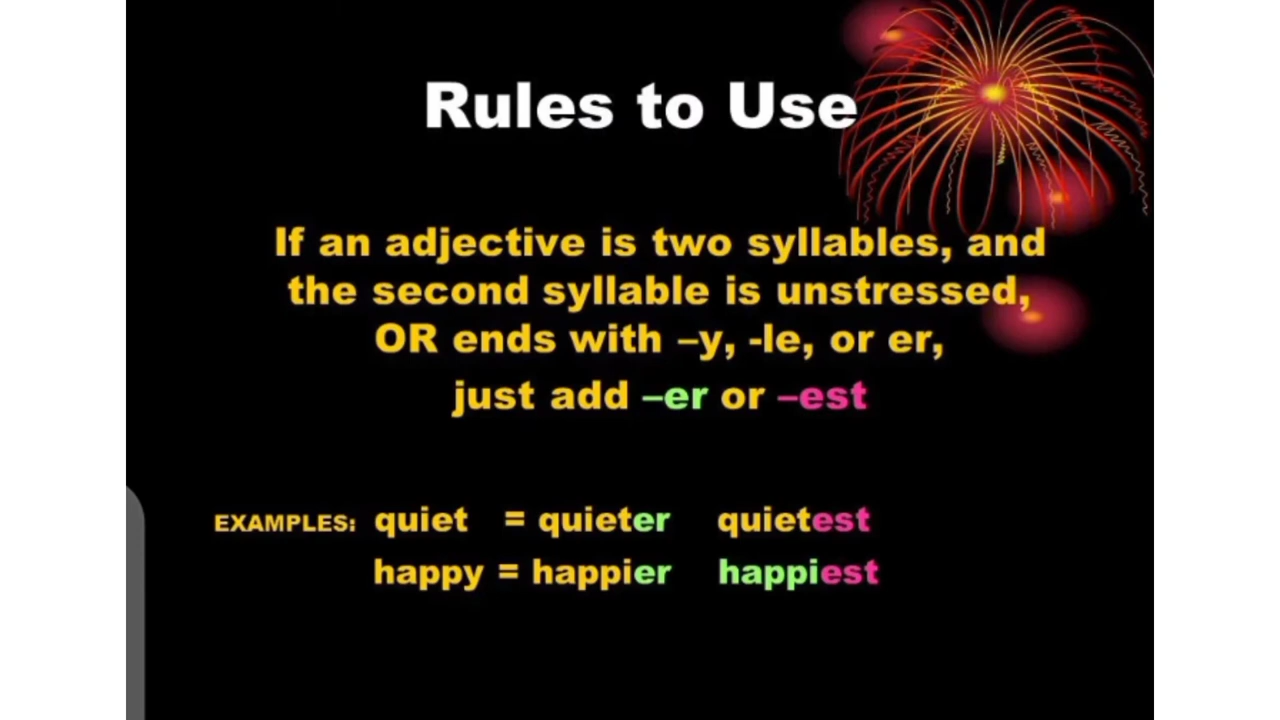 Rules to Use
If an adjective is two syllables, and
the second syllable is unstressed,
OR ends with –y, -le, or er,
just add –er or –est
EXAMPLES: quiet = quieter quietest
happy = happier happiest